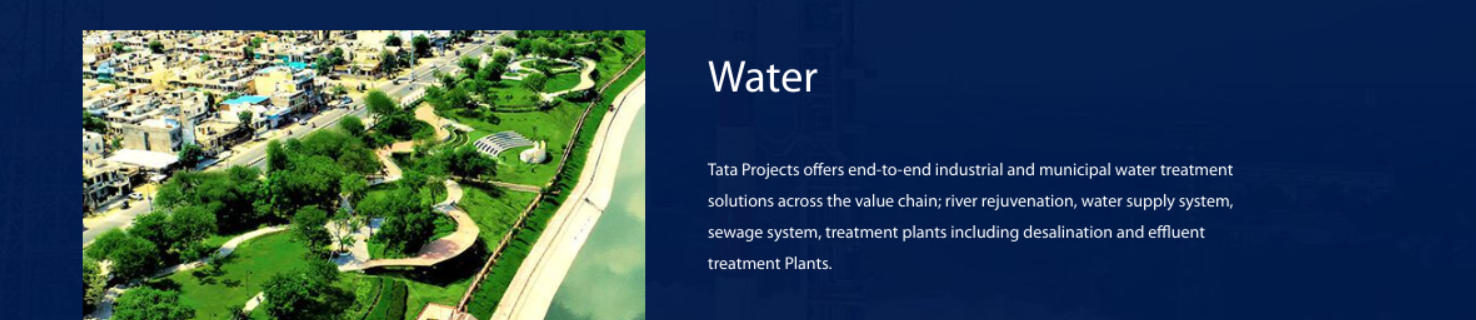 Water
Tata Projects offers end-to-end industrial and municipal water treatment
solutions across the value chain; river rejuvenation, water supply system,
sewage system, treatment plants including desalination and effluent
treatment Plants.